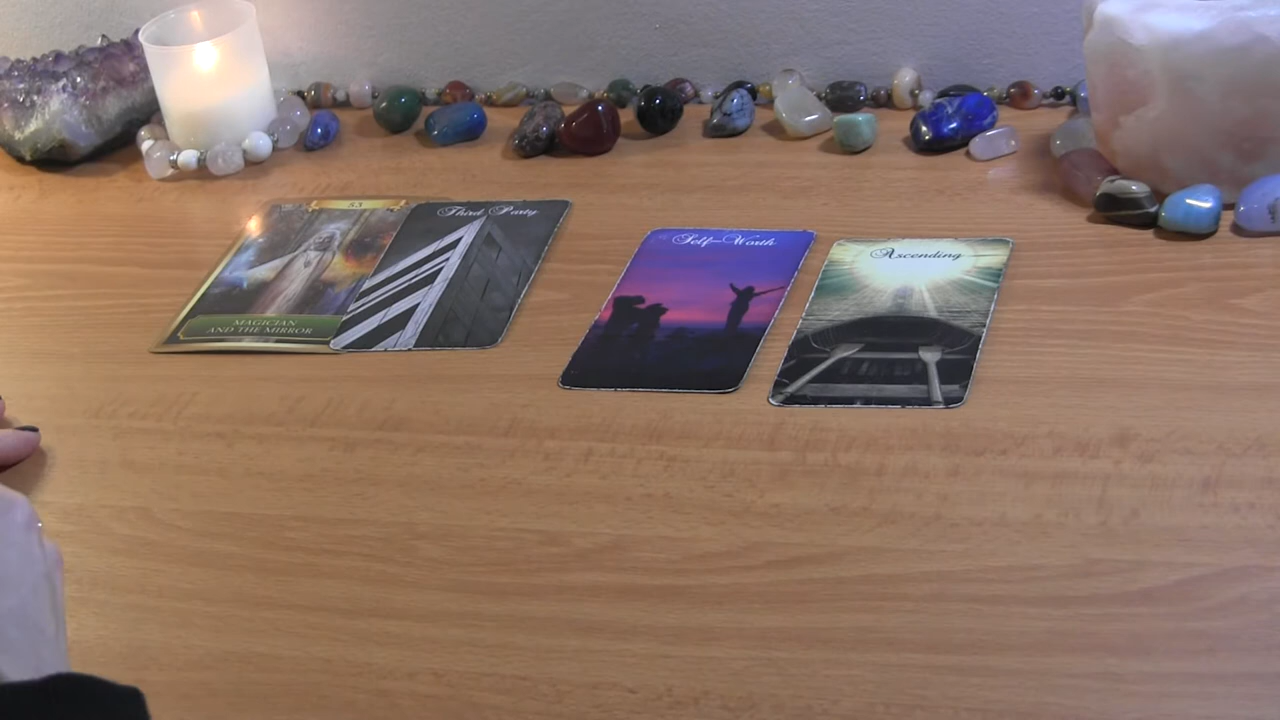 53
MAGICIAN
AND THE MIRROR
Third Party
Self-Worth
Ascending